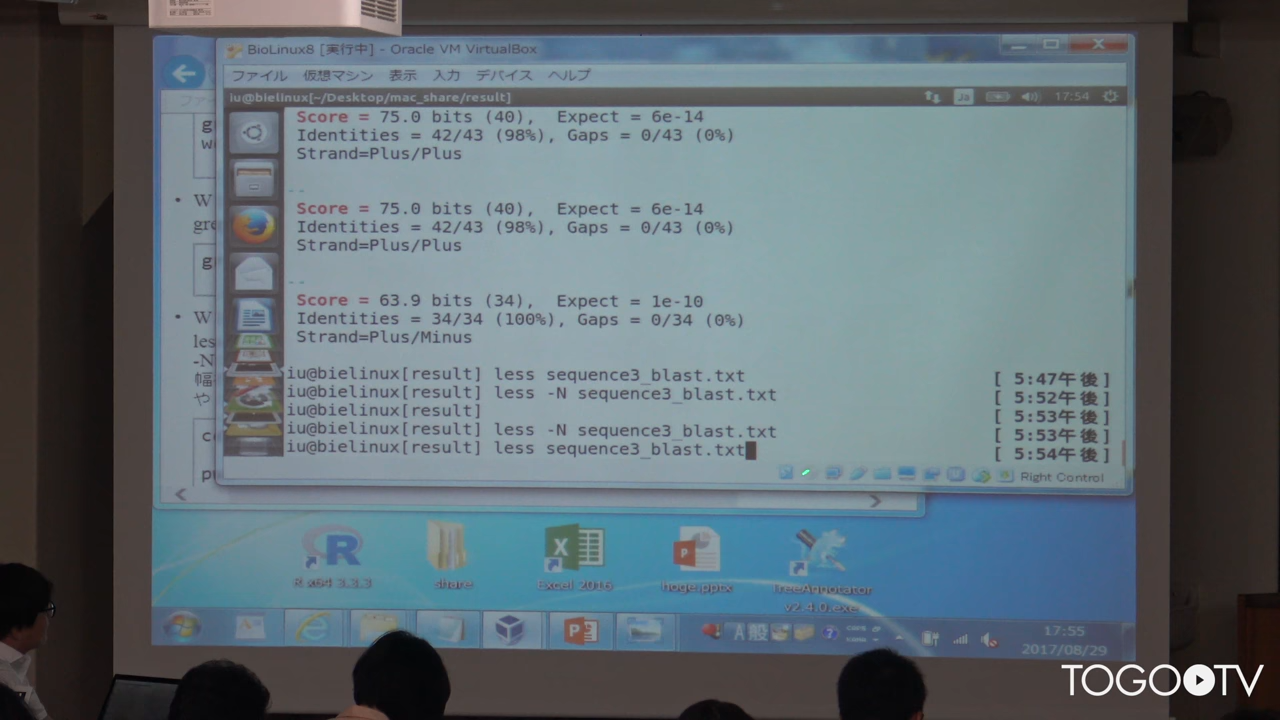 BioLinux8 [実行中] - Oracle VM VirtualBox
ファイル 仮想マシン 表示 入力 デバイス ヘルプ
iu@bielinux[~/Desktop/mac_share/result]
Ja
17:54
Score = 75.0 bits (40), Expect = 6e-14
Identities = 42/43 (98%), Gaps = 0/43 (0%)
Strand=Plus/Plus
--
Score = 75.0 bits (40), Expect = 6e-14
Identities = 42/43 (98%), Gaps = 0/43 (0%)
Strand=Plus/Plus
--
Score = 63.9 bits (34), Expect = 1e-10
Identities = 34/34 (100%), Gaps = 0/34 (0%)
Strand=Plus/Minus
iu@bielinux[result] less sequence3_blast.txt [ 5:47午後]
iu@bielinux[result] less -N sequence3_blast.txt [ 5:52午後]
iu@bielinux[result] [ 5:53午後]
iu@bielinux[result] less -N sequence3_blast.txt [ 5:53午後]
iu@bielinux[result] less sequence3_blast.txt [ 5:54午後]
Right Control
les
-N
幅
や
R x64 3.3.3
share
Excel 2016
hoge.pptx
TreeAnnotator
v2.4.0.exe
A般
17:55
2017/08/29
TOGOTV